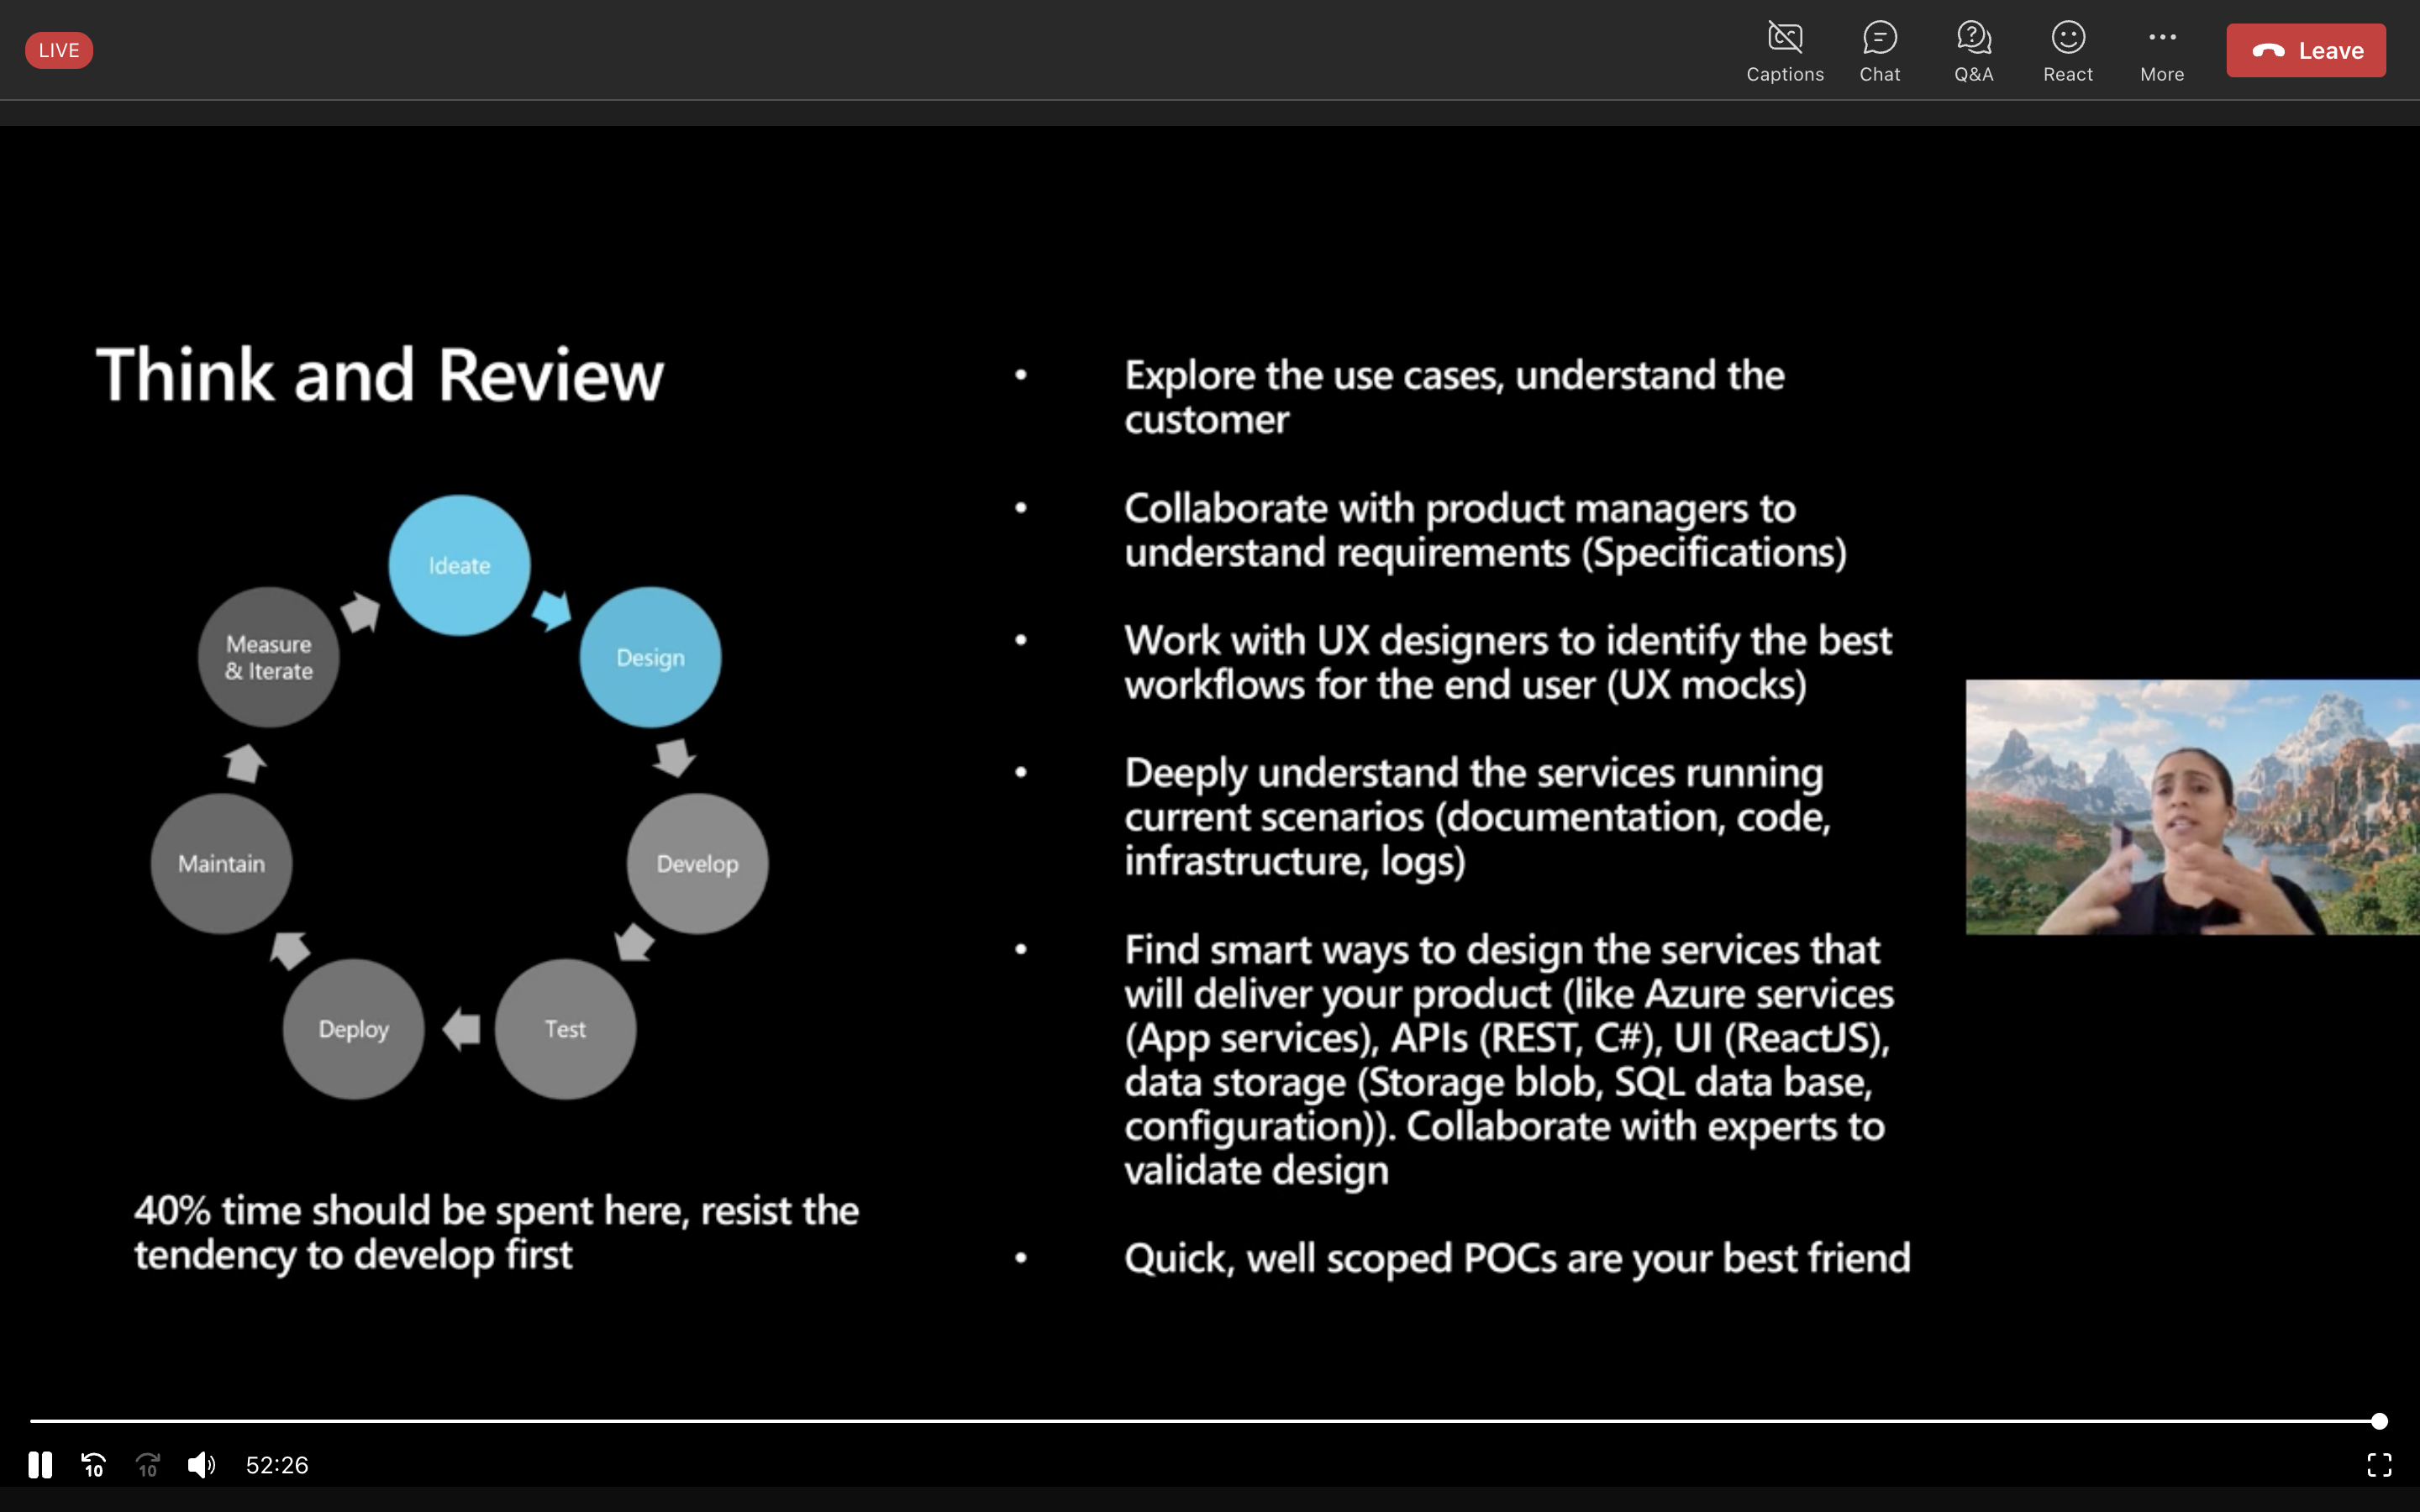 LIVE
Captions
Chat
Q&A
React
More
Leave
Think and Review
Ideate
Design
Develop
Test
Deploy
Maintain
Measure
& Iterate
40% time should be spent here, resist the
tendency to develop first
• Explore the use cases, understand the
customer
• Collaborate with product managers to
understand requirements (Specifications)
• Work with UX designers to identify the best
workflows for the end user (UX mocks)
• Deeply understand the services running
current scenarios (documentation, code,
infrastructure, logs)
• Find smart ways to design the services that
will deliver your product (like Azure services
(App services), APIs (REST, C#), UI (ReactJS),
data storage (Storage blob, SQL data base,
configuration)). Collaborate with experts to
validate design
• Quick, well scoped POCs are your best friend
10
10
52:26